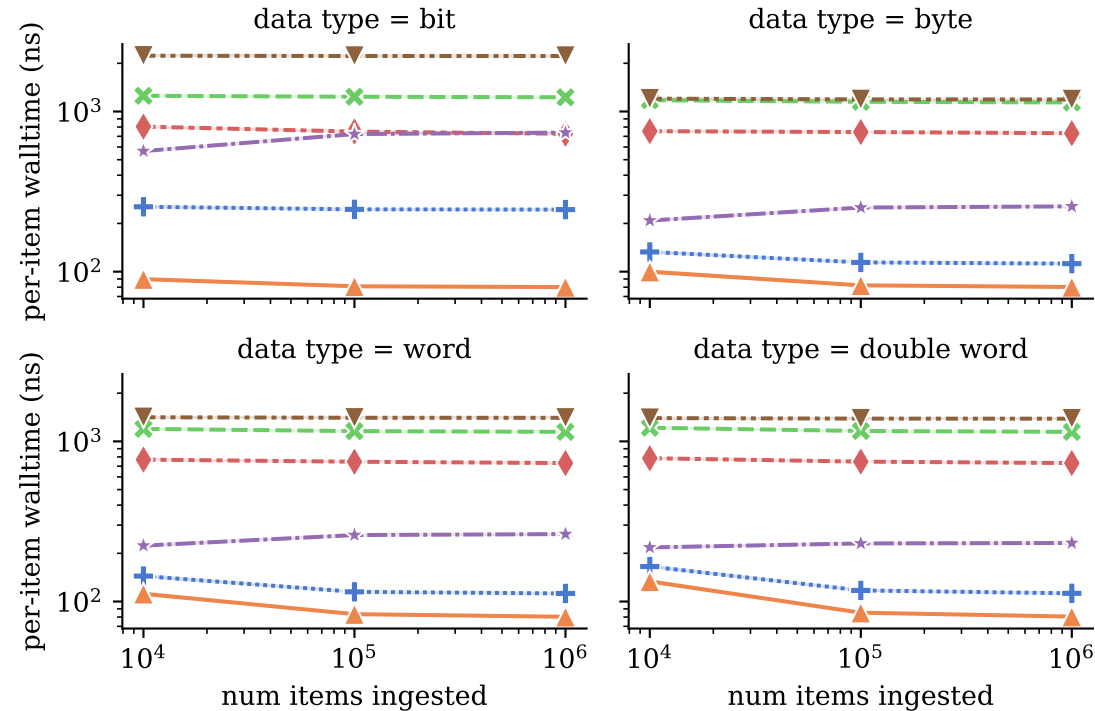 data type = bit
data type = byte
per-item walltime (ns)
10³
10²
data type = word
data type = double word
per-item walltime (ns)
10³
10²
10⁴ 10⁵ 10⁶
10⁴ 10⁵ 10⁶
num items ingested
num items ingested